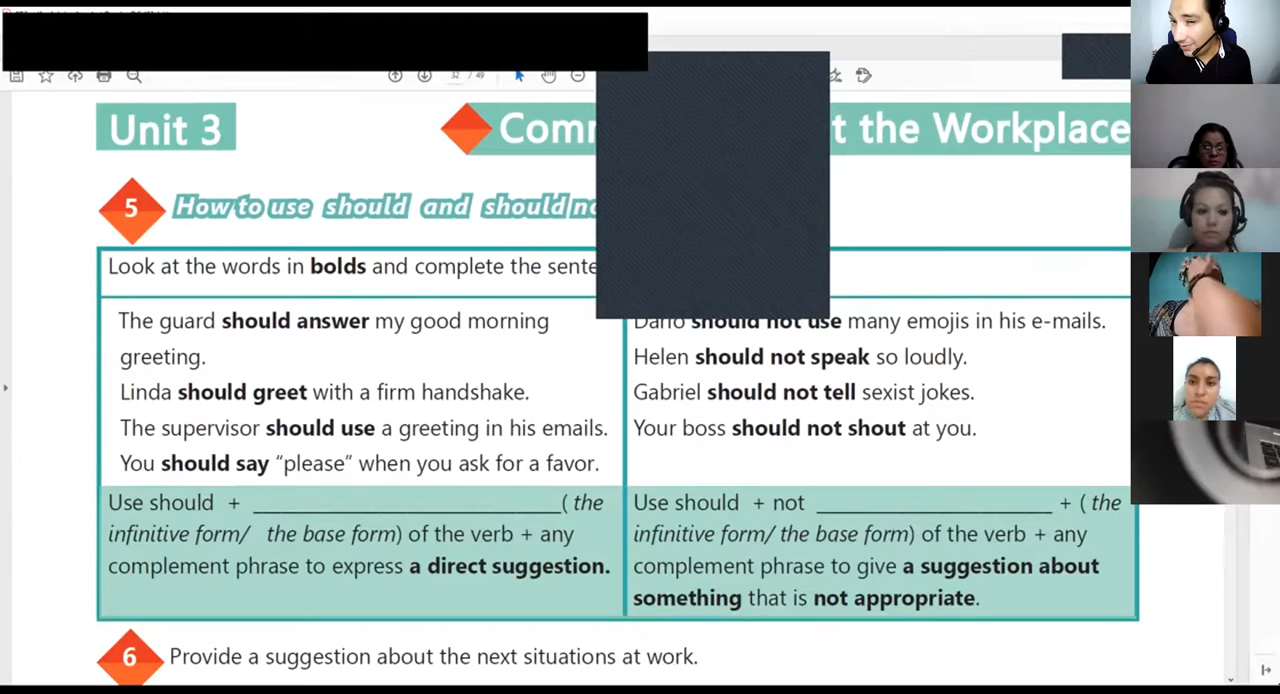 32 / 49
Unit 3
Com
t the Workplace
5
How to use should and should no
Look at the words in bolds and complete the sente
The guard should answer my good morning
greeting.
Linda should greet with a firm handshake.
The supervisor should use a greeting in his emails.
You should say “please” when you ask for a favor.
Dario should not use many emojis in his e-mails.
Helen should not speak so loudly.
Gabriel should not tell sexist jokes.
Your boss should not shout at you.
Use should + ______________________________( the
infinitive form/ the base form) of the verb + any
complement phrase to express a direct suggestion.
Use should + not _______________________ + ( the
infinitive form/ the base form) of the verb + any
complement phrase to give a suggestion about
something that is not appropriate.
6
Provide a suggestion about the next situations at work.